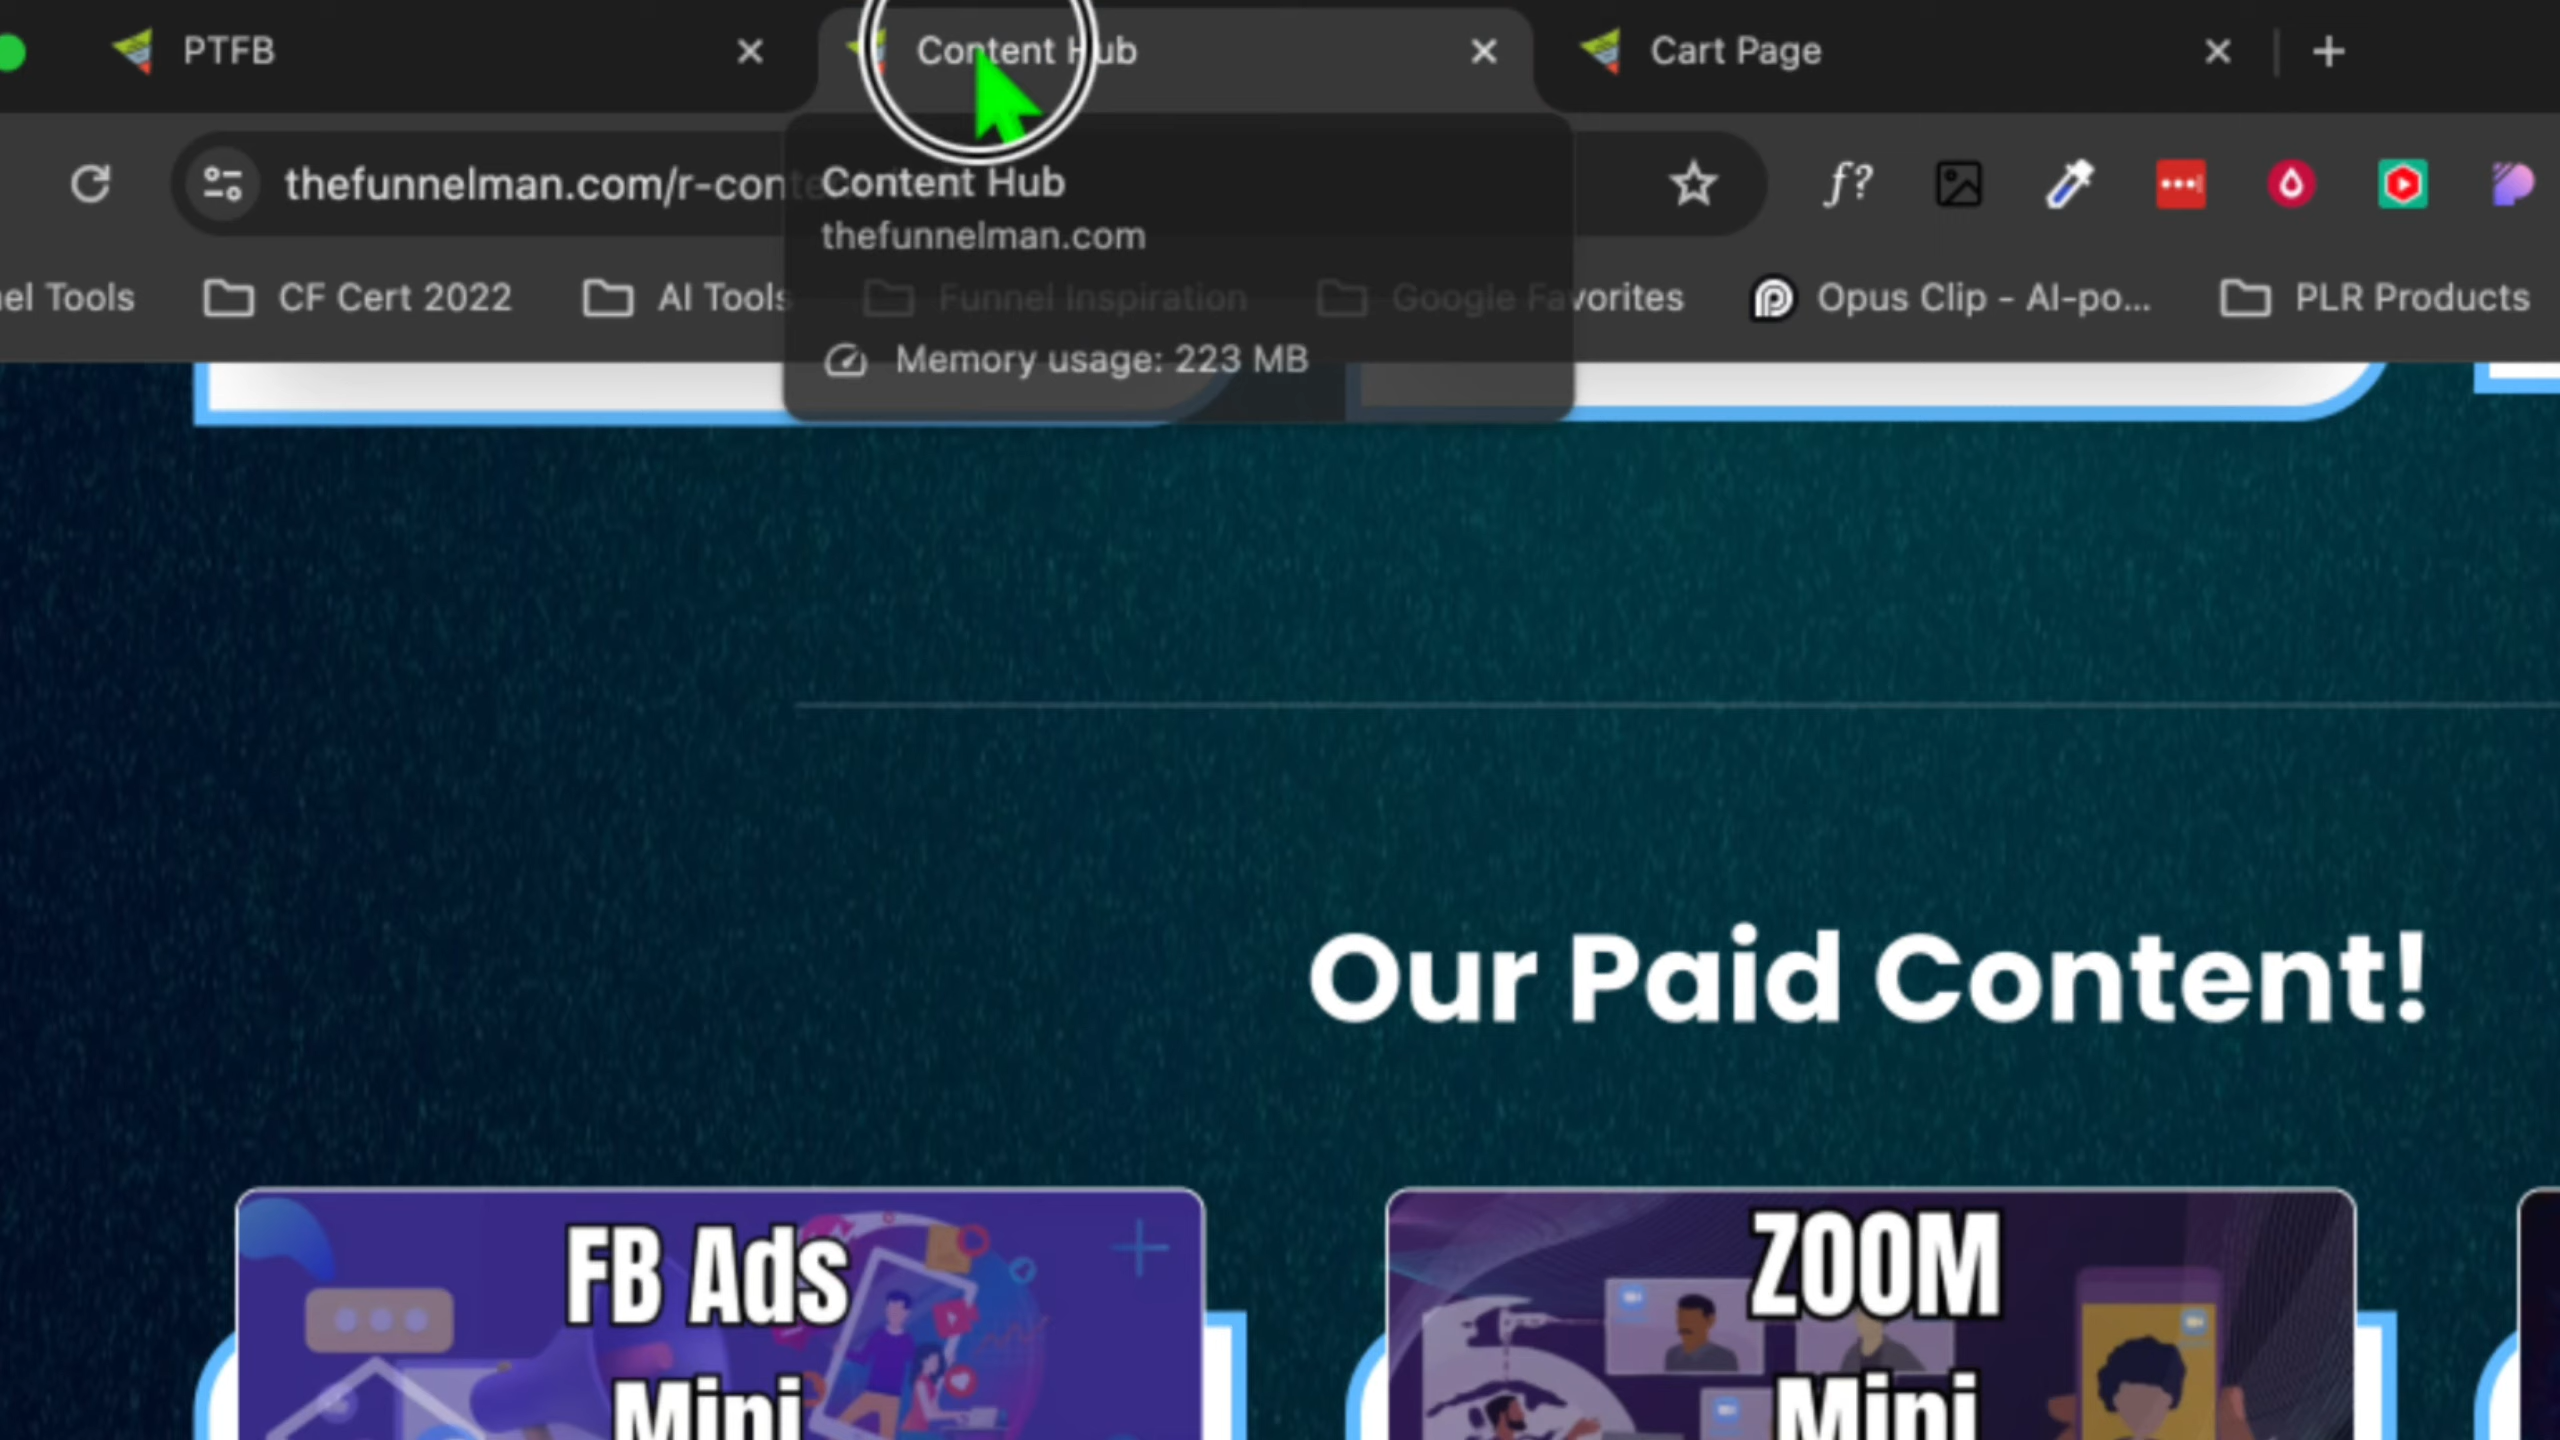 PTFB
Content Hub
Cart Page
thefunnelman.com/r-con
Content Hub
thefunnelman.com
f?
el Tools
CF Cert 2022
AI Tools
Funnel Inspiration
Google Favorites
Opus Clip - AI-po...
PLR Products
Memory usage: 223 MB
Our Paid Content!
FB Ads
Mini
ZOOM
Mini